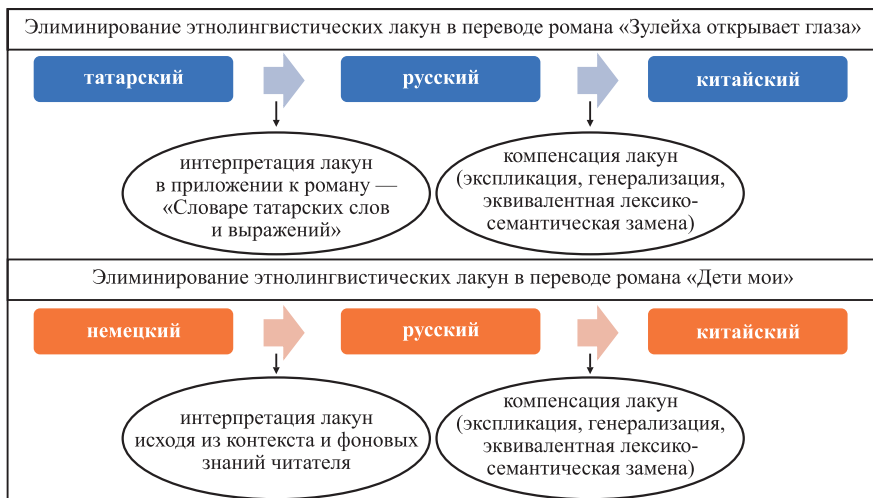 Элиминирование этнолингвистических лакун в переводе романа «Зулейха открывает глаза»
татарский
русский
китайский
интерпретация лакун
в приложении к роману —
«Словаре татарских слов
и выражений»
компенсация лакун
(экспликация, генерализация,
эквивалентная лексико-
семантическая замена)
Элиминирование этнолингвистических лакун в переводе романа «Дети мои»
немецкий
русский
китайский
интерпретация лакун
исходя из контекста и фоновых
знаний читателя
компенсация лакун
(экспликация, генерализация,
эквивалентная лексико-
семантическая замена)